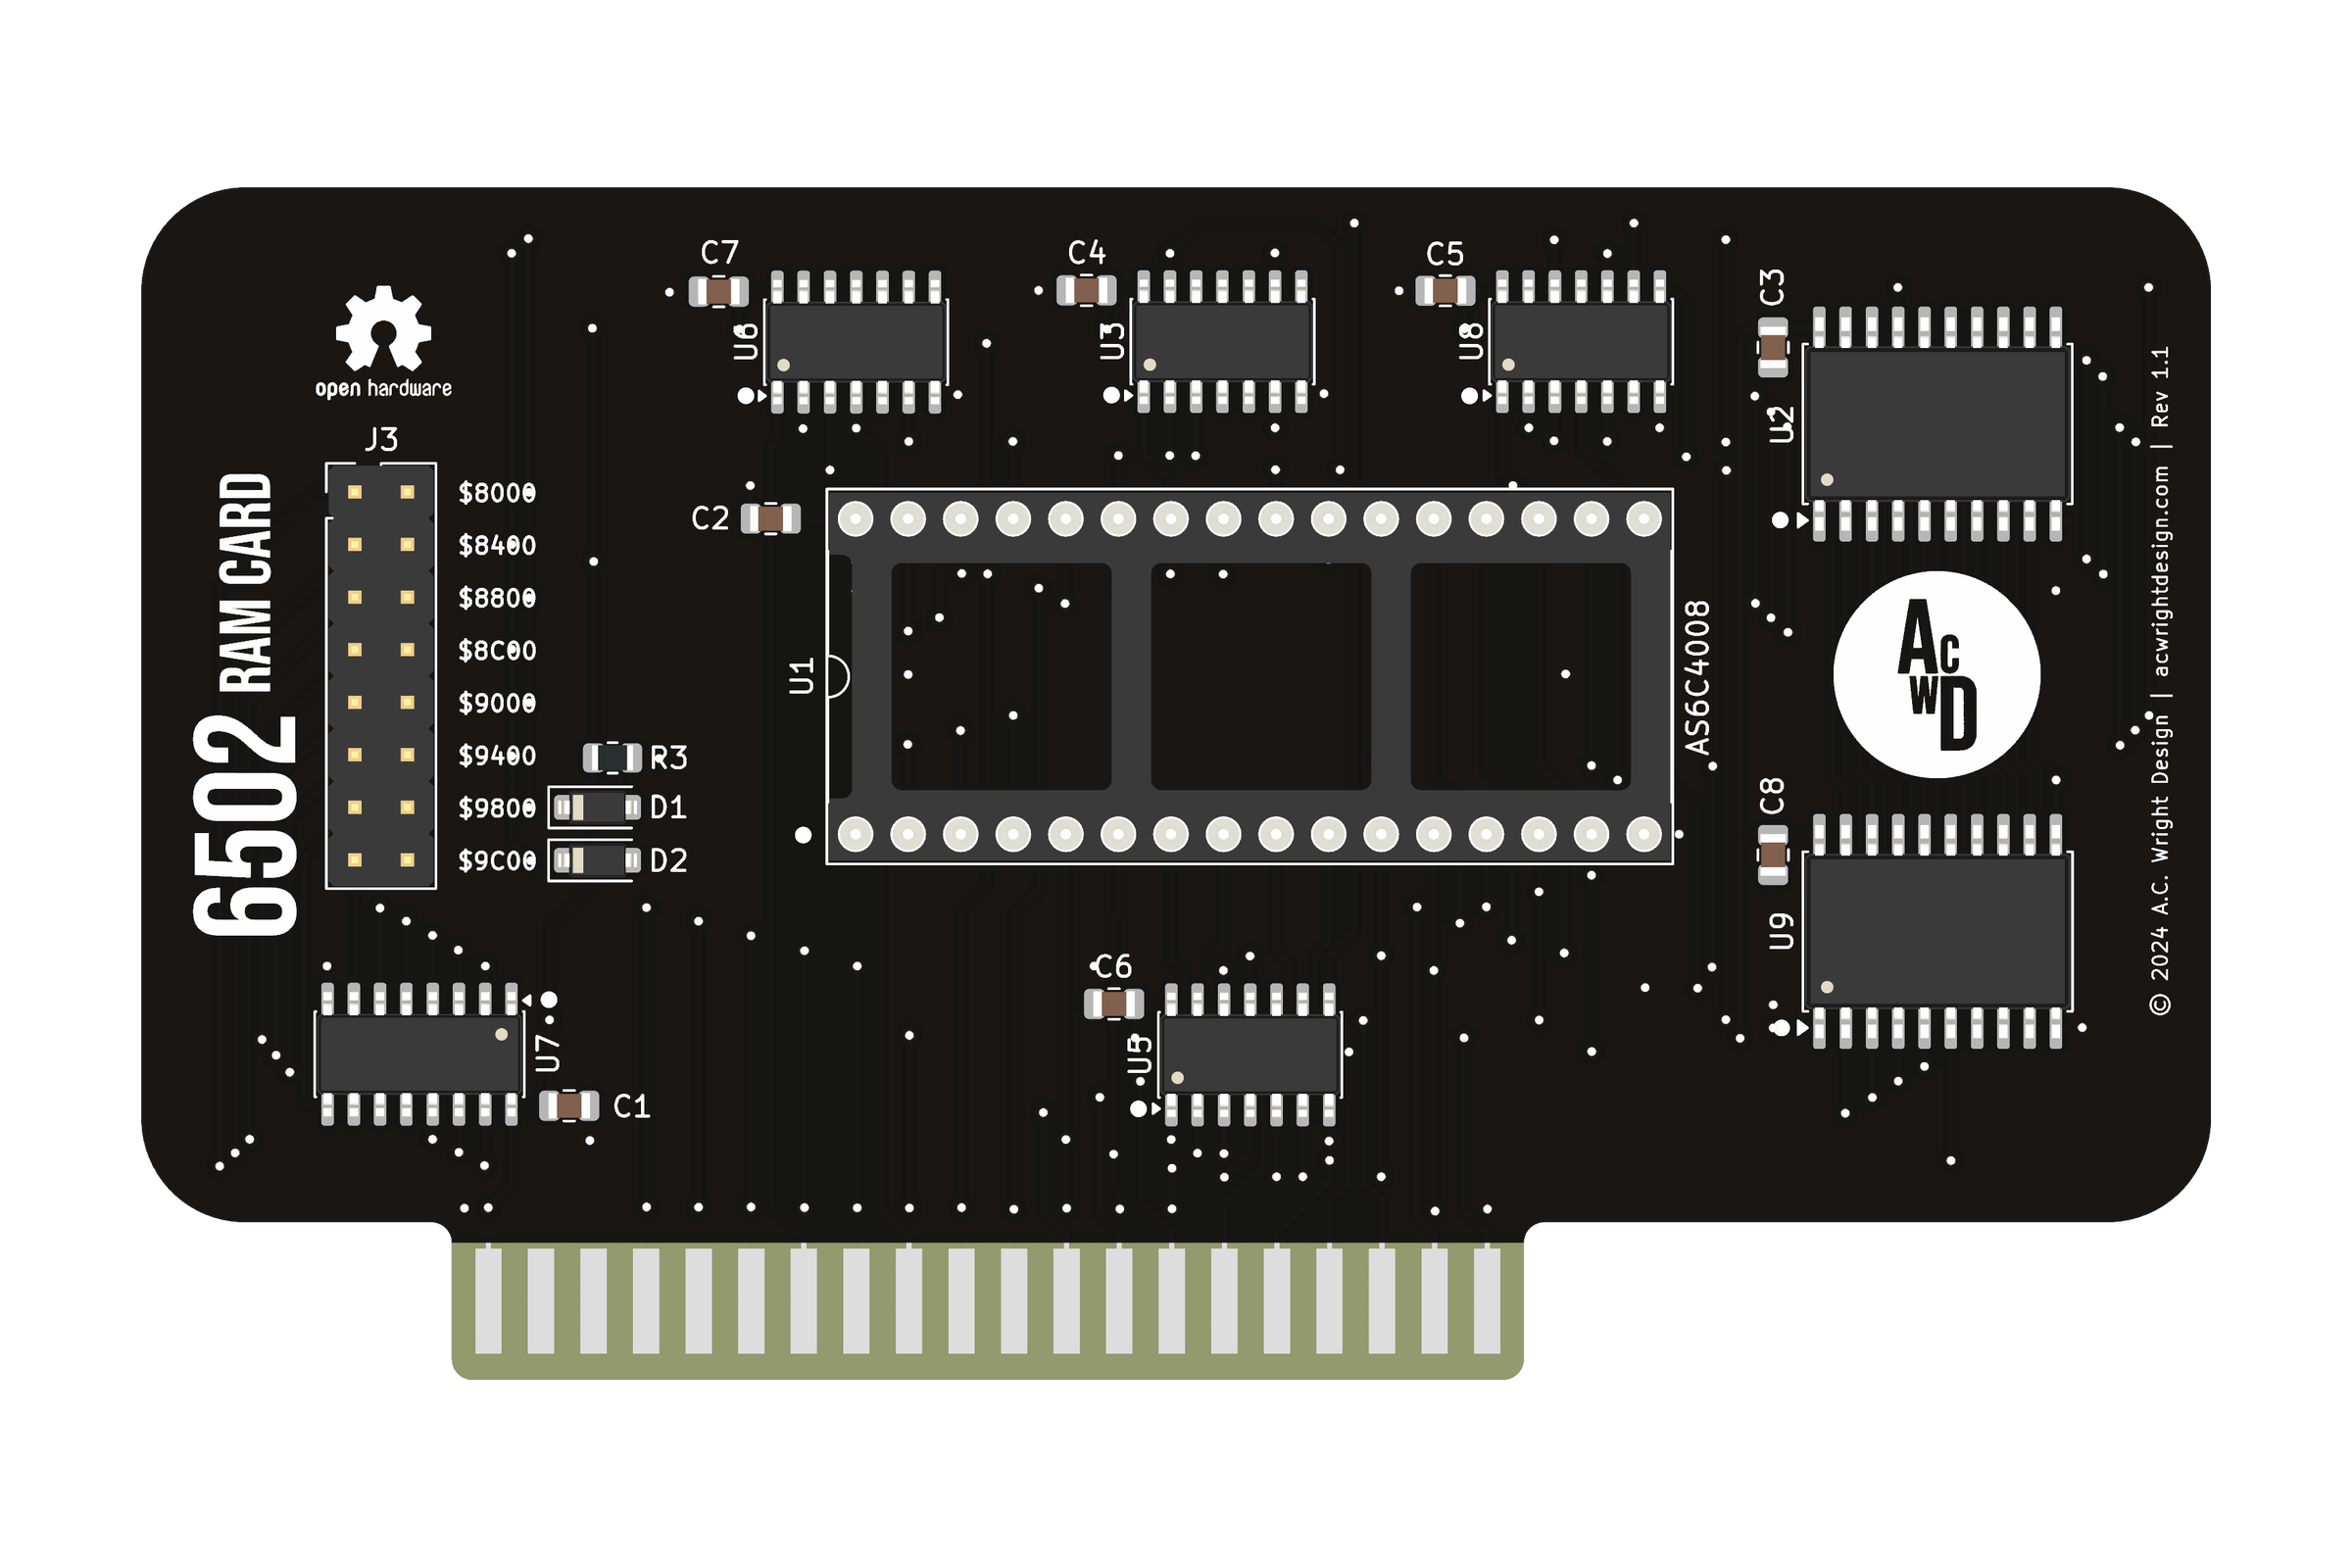 open hardware
6502 RAM CARD
J3
$8000
$8400
$8800
$8C00
$9000
$9400
$9800
$9C00
R3
D1
D2
U7
C1
C7
U6
C4
U3
C5
U8
C3
U2
C2
U1
AS6C4008
C6
U5
ACWD
C8
U9
© 2024 A.C. Wright Design | acwrightdesign.com | Rev 1.1